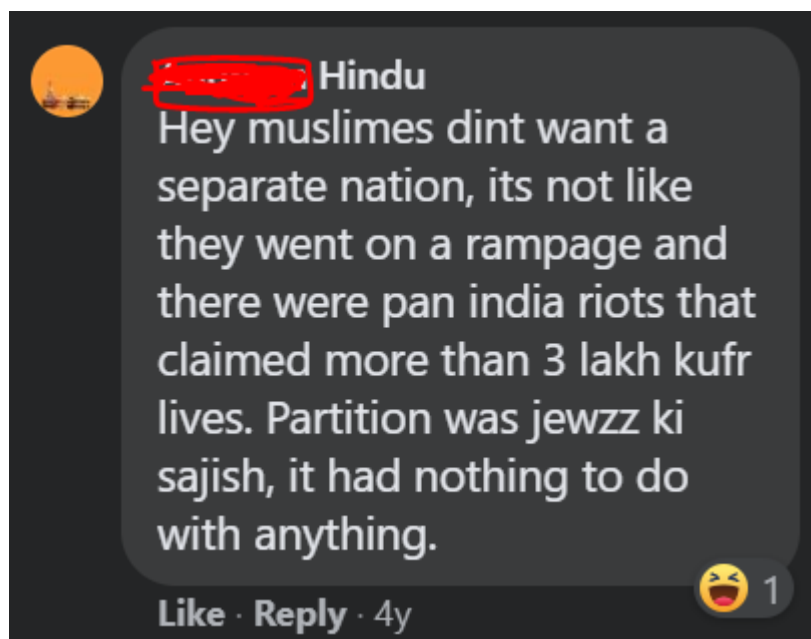 Hindu
Hey muslimes dint want a
separate nation, its not like
they went on a rampage and
there were pan india riots that
claimed more than 3 lakh kufr
lives. Partition was jewzz ki
sajish, it had nothing to do
with anything.
1
Like · Reply · 4y